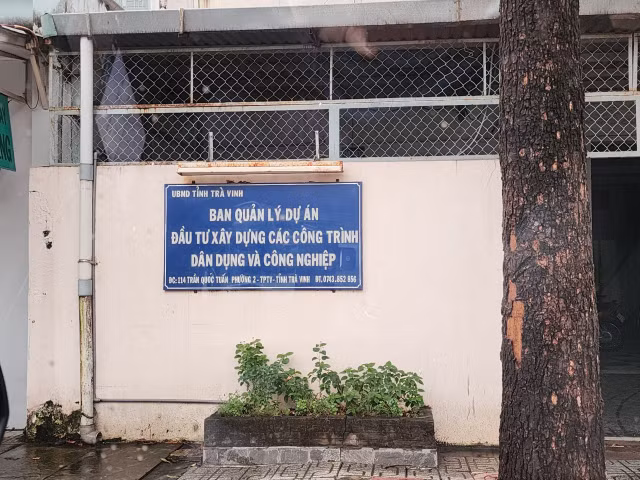 UBND TỈNH TRÀ VINH
BAN QUẢN LÝ DỰ ÁN
ĐẦU TƯ XÂY DỰNG CÁC CÔNG TRÌNH
DÂN DỤNG VÀ CÔNG NGHIỆP
ĐC:114 TRẦN QUỐC TUẤN PHƯỜNG 2-TPTV-TỈNH TRÀ VINH ĐT.0743.852 856